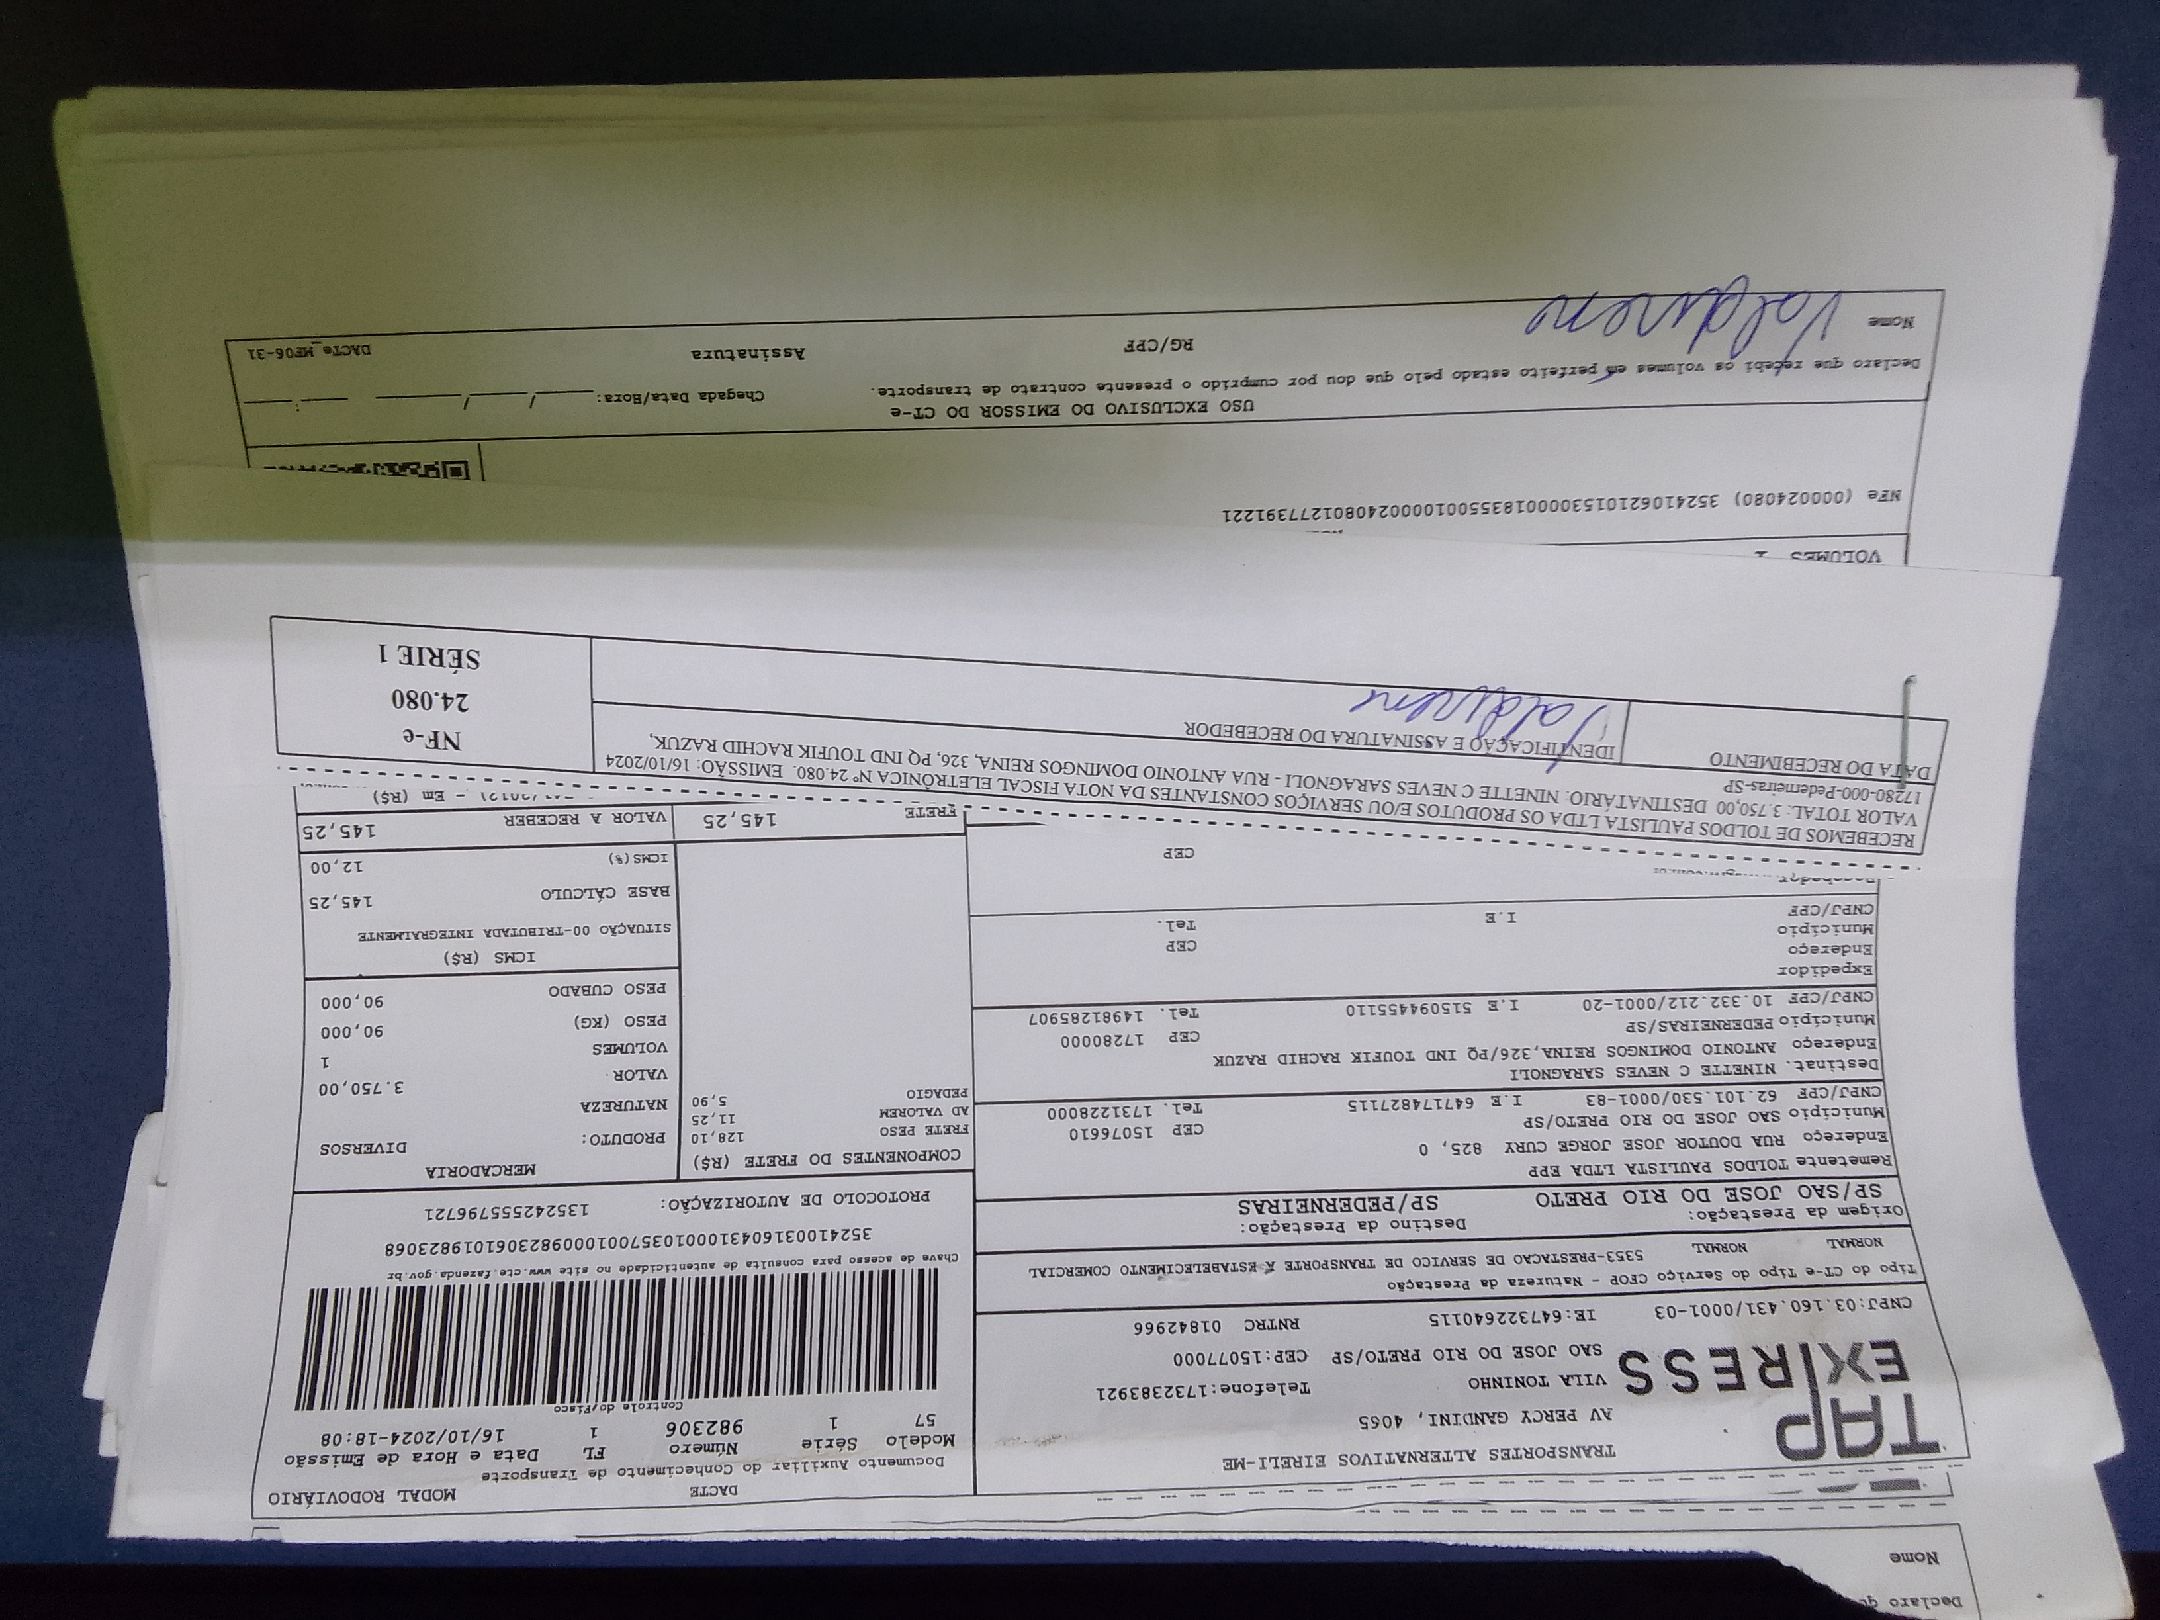 TAP
EXPRESS
TRANSPORTES ALTERNATIVOS EIRELI-ME
AV PERCY GANDINI, 4065
VILA TONINHO Telefone:1732383921
SAO JOSE DO RIO PRETO/SP CEP:15077000
CNPJ:03.160.431/0001-03 IE:647322640115 RNTRC 01842966
DACTE MODAL RODOVIÁRIO
Documento Auxiliar do Conhecimento de Transporte
Modelo Série Número FL Data e Hora de Emissão
57 1 982306 1 16/10/2024-18:08
Controle do Fisco
Chave de acesso para consulta de autenticidade no site www.cte.fazenda.gov.br
35241003160431000103570010009823061019823068
PROTOCOLO DE AUTORIZAÇÃO: 135242555796721
Tipo do CT-e Tipo do Serviço CFOP - Natureza da Prestação
NORMAL NORMAL 5353-PRESTACAO DE SERVICO DE TRANSPORTE A ESTABELECIMENTO COMERCIAL
Origem da Prestação: Destino da Prestação:
SP/SAO JOSE DO RIO PRETO SP/PEDERNEIRAS
Remetente TOLDOS PAULISTA LTDA EPP
Endereço RUA DOUTOR JOSE JORGE CURY 825, 0
Município SAO JOSE DO RIO PRETO/SP CEP 15076610
CNPJ/CPF 62.101.530/0001-83 I.E 647174827115 Tel. 1731228000
Destinat. NINETTE C NEVES SARAGNOLI
Endereço ANTONIO DOMINGOS REINA,326/PQ IND TOUFIK RACHID RAZUK
Município PEDERNEIRAS/SP CEP 17280000
CNPJ/CPF 10.332.212/0001-20 I.E 515094455110 Tel. 14981285907
Expedidor
Endereço
Município CEP
CNPJ/CPF I.E Tel.
CEP
COMPONENTES DO FRETE (R$)
FRETE PESO 128,10
AD VALOREM 11,25
PEDAGIO 5,90
FRETE 145,25
MERCADORIA
PRODUTO: DIVERSOS
NATUREZA
VALOR 3.750,00
VOLUMES 1
PESO (KG) 90,000
PESO CUBADO 90,000
ICMS (R$)
SITUAÇÃO 00-TRIBUTADA INTEGRALMENTE
BASE CÁLCULO 145,25
ICMS(%) 12,00
VALOR A RECEBER 145,25
- Em (R$)
RECEBEMOS DE TOLDOS PAULISTA LTDA OS PRODUTOS E/OU SERVIÇOS CONSTANTES DA NOTA FISCAL ELETRÔNICA Nº 24.080. EMISSÃO: 16/10/2024
VALOR TOTAL: 3.750,00 DESTINATÁRIO: NINETTE C NEVES SARAGNOLI - RUA ANTONIO DOMINGOS REINA, 326, PQ IND TOUFIK RACHID RAZUK,
17280-000-Pederneiras-SP
DATA DO RECEBIMENTO
IDENTIFICAÇÃO E ASSINATURA DO RECEBEDOR
Valdirene
NF-e
24.080
SÉRIE 1
VOLUMES 1
NFe (000024080) 35241062101530000183550010000240801277391221
USO EXCLUSIVO DO EMISSOR DO CT-e
Declaro que recebi os volumes em perfeito estado pelo que dou por cumprido o presente contrato de transporte.
Chegada Data/Hora: ____/____/____ ____:____
Nome Valdirene RG/CPF Assinatura DACTe_MF06-31
Nome
Declaro